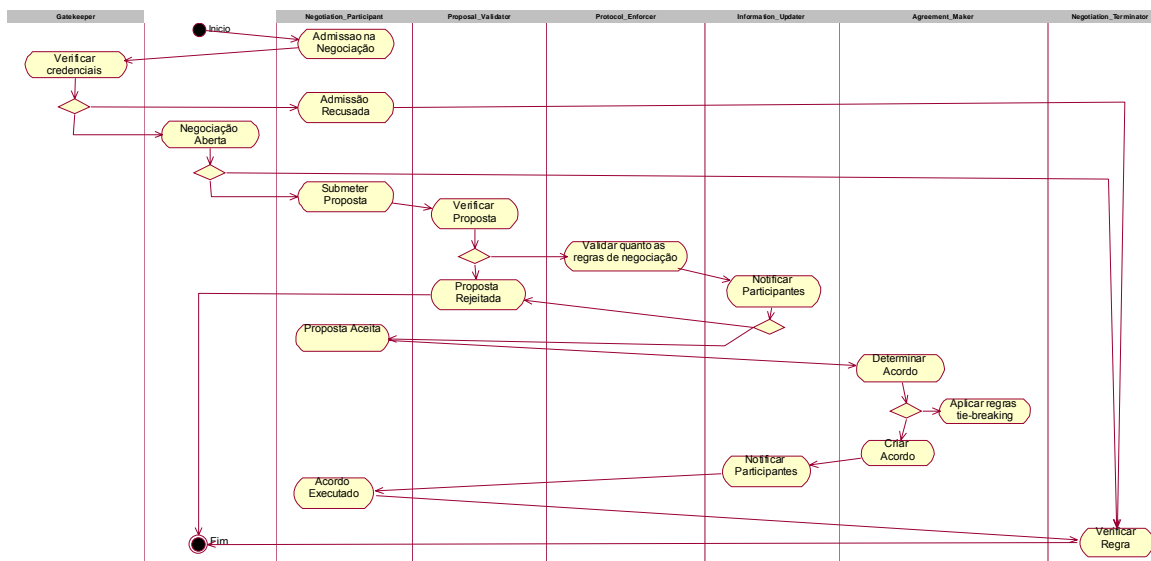 Gatekeeper
Negotiation_Participant
Proposal_Validator
Protocol_Enforcer
Information_Updater
Agreement_Maker
Negotiation_Terminator
Inicio
Admissao na
Negociação
Verificar
credenciais
Admissão
Recusada
Negociação
Aberta
Submeter
Proposta
Verificar
Proposta
Validar quanto as
regras de negociação
Notificar
Participantes
Proposta
Rejeitada
Proposta Aceita
Determinar
Acordo
Aplicar regras
tie-breaking
Criar
Acordo
Notificar
Participantes
Acordo
Executado
Fim
Verificar
Regra